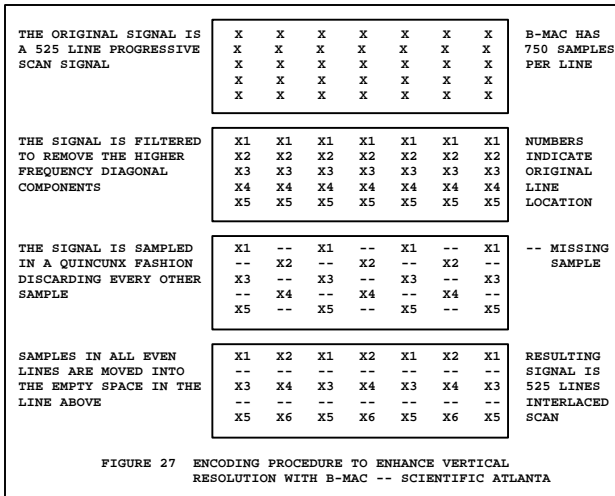 THE ORIGINAL SIGNAL IS X X X X X X X B-MAC HAS
A 525 LINE PROGRESSIVE X X X X X X X 750 SAMPLES
SCAN SIGNAL X X X X X X X PER LINE
X X X X X X X
X X X X X X X
THE SIGNAL IS FILTERED X1 X1 X1 X1 X1 X1 X1 NUMBERS
TO REMOVE THE HIGHER X2 X2 X2 X2 X2 X2 X2 INDICATE
FREQUENCY DIAGONAL X3 X3 X3 X3 X3 X3 X3 ORIGINAL
COMPONENTS X4 X4 X4 X4 X4 X4 X4 LINE
X5 X5 X5 X5 X5 X5 X5 LOCATION
THE SIGNAL IS SAMPLED X1 -- X1 -- X1 -- X1 -- MISSING
IN A QUINCUNX FASHION -- X2 -- X2 -- X2 -- SAMPLE
DISCARDING EVERY OTHER X3 -- X3 -- X3 -- X3
SAMPLE -- X4 -- X4 -- X4 --
X5 -- X5 -- X5 -- X5
SAMPLES IN ALL EVEN X1 X2 X1 X2 X1 X2 X1 RESULTING
LINES ARE MOVED INTO -- -- -- -- -- -- -- SIGNAL IS
THE EMPTY SPACE IN THE X3 X4 X3 X4 X3 X4 X3 525 LINES
LINE ABOVE -- -- -- -- -- -- -- INTERLACED
X5 X6 X5 X6 X5 X6 X5 SCAN
FIGURE 27 ENCODING PROCEDURE TO ENHANCE VERTICAL
RESOLUTION WITH B-MAC -- SCIENTIFIC ATLANTA